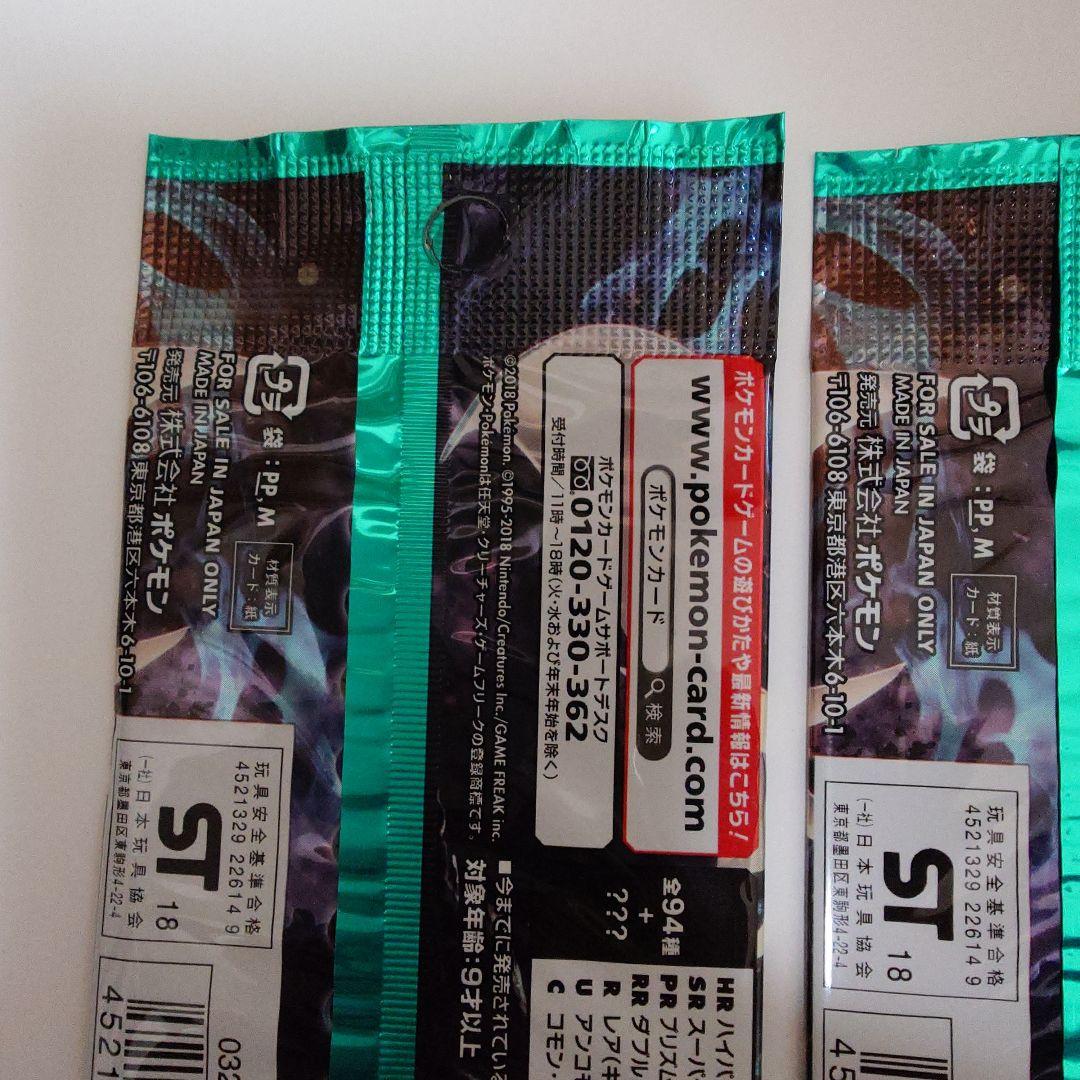 ポケモンカードゲームの遊びかたや最新情報はこちら！
www.pokemon-card.com
ポケモンカード 検索
ポケモンカードゲームサポートデスク
0120-330-362
受付時間／11時～18時(火・水および年末年始を除く)
©2018 Pokémon. ©1995-2018 Nintendo/Creatures Inc./GAME FREAK inc.
ポケモン・Pokémonは任天堂・クリーチャーズ・ゲームフリークの登録商標です。
全94種
+
???
HR ハイパ
SR スーパ
PR プリズム
RR ダブル
R レア(キ
U アンコモ
C コモン・
■今までに発売されている
対象年齢：9才以上
プラ
袋：PP,M
材質表示
カード：紙
FOR SALE IN JAPAN ONLY
MADE IN JAPAN
発売元 株式会社ポケモン
〒106-6108 東京都港区六本木6-10-1
玩具安全基準合格
4521329 226149
ST 18
(一社)日本玩具協会
東京都墨田区東駒形4-22-4
032
4521
プラ
袋：PP,M
材質表示
カード：紙
FOR SALE IN JAPAN ONLY
MADE IN JAPAN
発売元 株式会社ポケモン
〒106-6108 東京都港区六本木6-10-1
玩具安全基準合格
4521329 226149
ST 18
(一社)日本玩具協会
東京都墨田区東駒形4-22-4
45